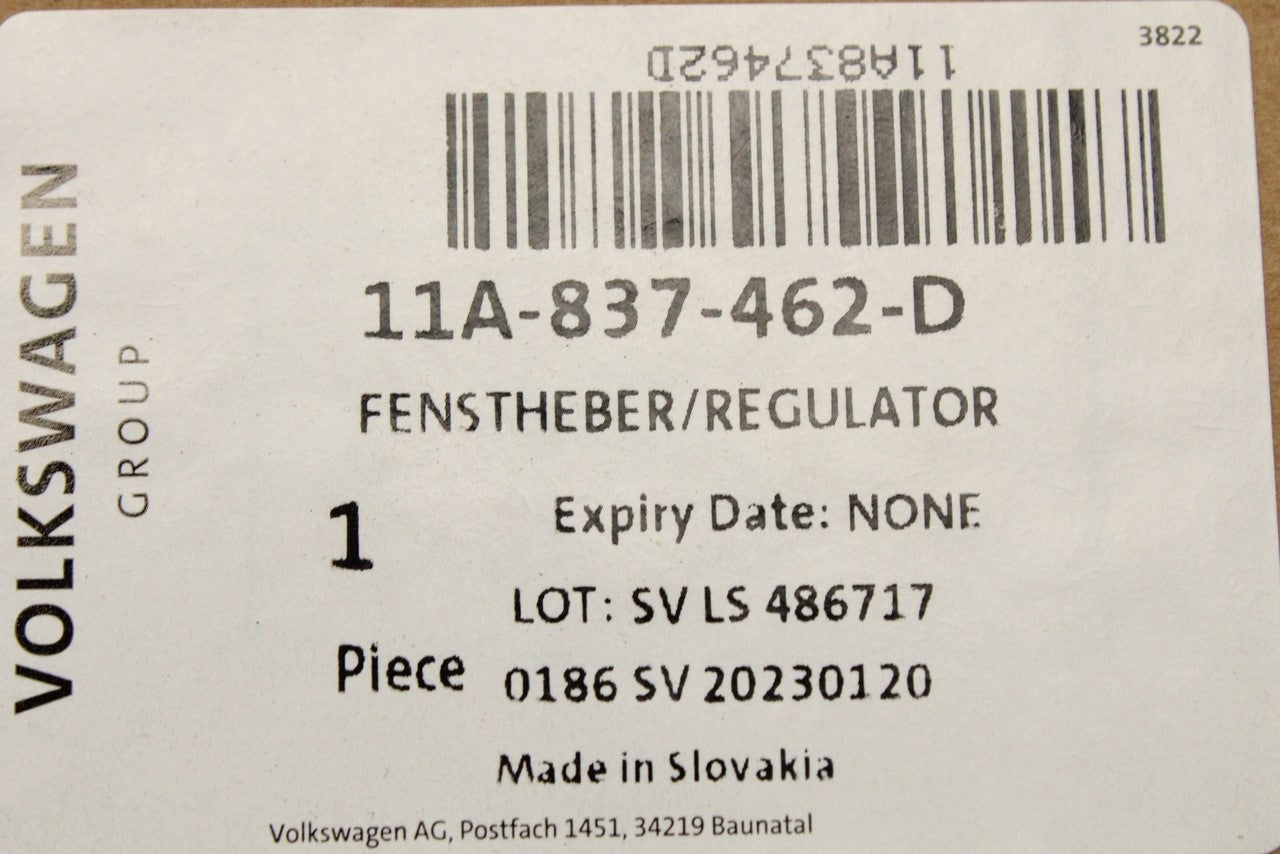 3822
11A837462D
11A-837-462-D
FENSTHEBER/REGULATOR
1
Expiry Date: NONE
LOT: SV LS 486717
Piece
0186 SV 20230120
Made in Slovakia
Volkswagen AG, Postfach 1451, 34219 Baunatal
VOLKSWAGEN
GROUP